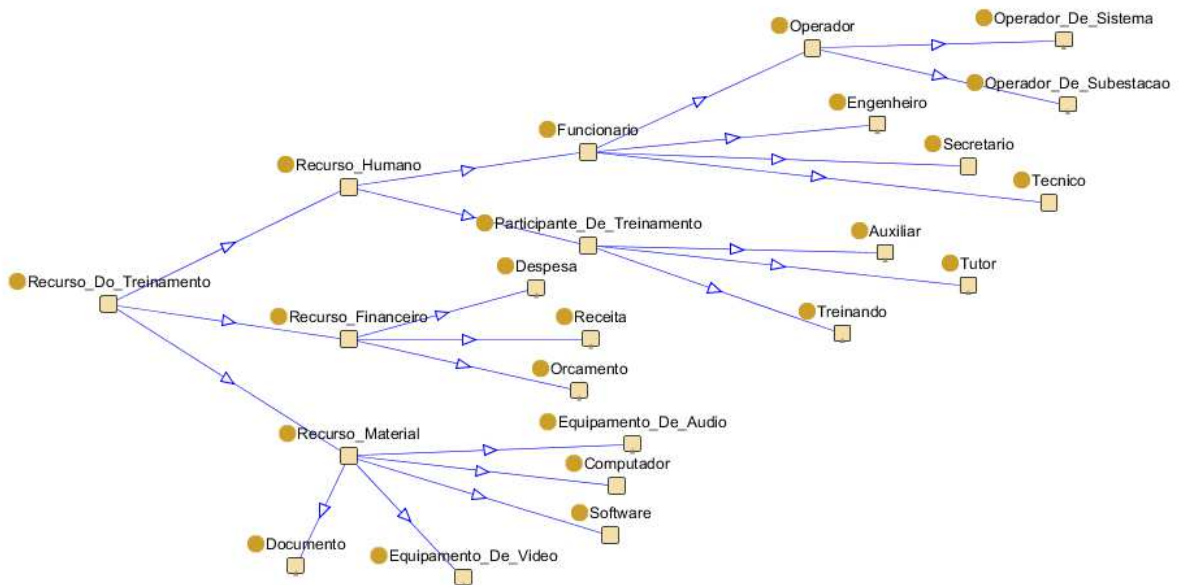 Operador_De_Sistema
Operador
Operador_De_Subestacao
Engenheiro
Funcionario
Secretario
Recurso_Humano
Tecnico
Participante_De_Treinamento
Auxiliar
Despesa
Tutor
Recurso_Do_Treinamento
Recurso_Financeiro
Receita
Treinando
Orcamento
Equipamento_De_Audio
Recurso_Material
Computador
Software
Documento
Equipamento_De_Video